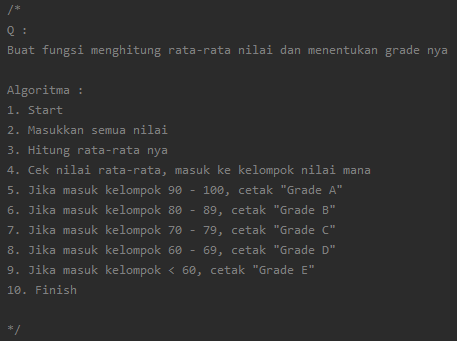 /*
Q :
Buat fungsi menghitung rata-rata nilai dan menentukan grade nya
Algoritma :
1. Start
2. Masukkan semua nilai
3. Hitung rata-rata nya
4. Cek nilai rata-rata, masuk ke kelompok nilai mana
5. Jika masuk kelompok 90 - 100, cetak "Grade A"
6. Jika masuk kelompok 80 - 89, cetak "Grade B"
7. Jika masuk kelompok 70 - 79, cetak "Grade C"
8. Jika masuk kelompok 60 - 69, cetak "Grade D"
9. Jika masuk kelompok < 60, cetak "Grade E"
10. Finish
*/